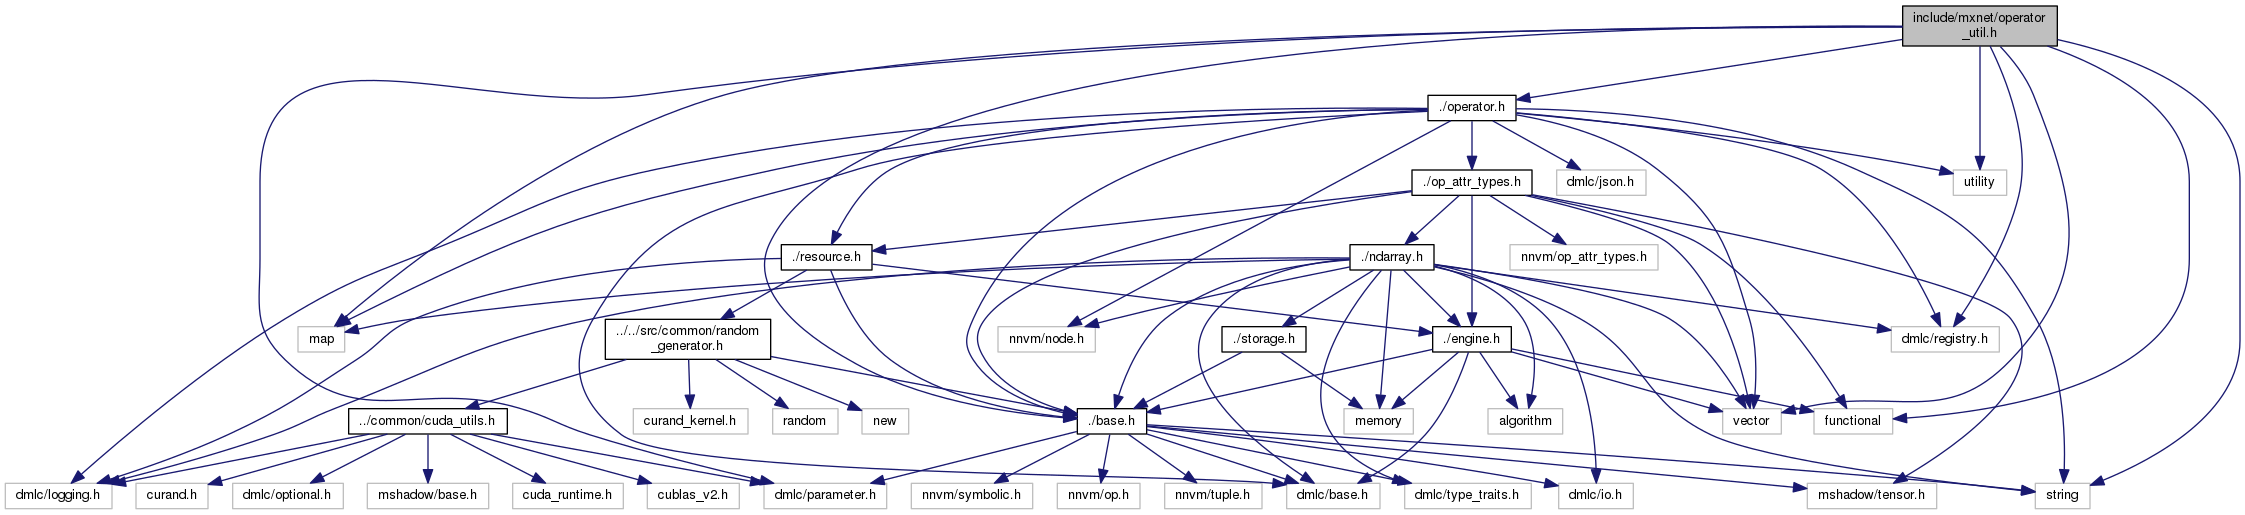 include/mxnet/operator
_util.h
./operator.h
./op_attr_types.h
dmlc/json.h
utility
./resource.h
./ndarray.h
nnvm/op_attr_types.h
map
../../src/common/random
_generator.h
nnvm/node.h
./storage.h
./engine.h
dmlc/registry.h
../common/cuda_utils.h
curand_kernel.h
random
new
./base.h
memory
algorithm
vector
functional
dmlc/logging.h
curand.h
dmlc/optional.h
mshadow/base.h
cuda_runtime.h
cublas_v2.h
dmlc/parameter.h
nnvm/symbolic.h
nnvm/op.h
nnvm/tuple.h
dmlc/base.h
dmlc/type_traits.h
dmlc/io.h
mshadow/tensor.h
string